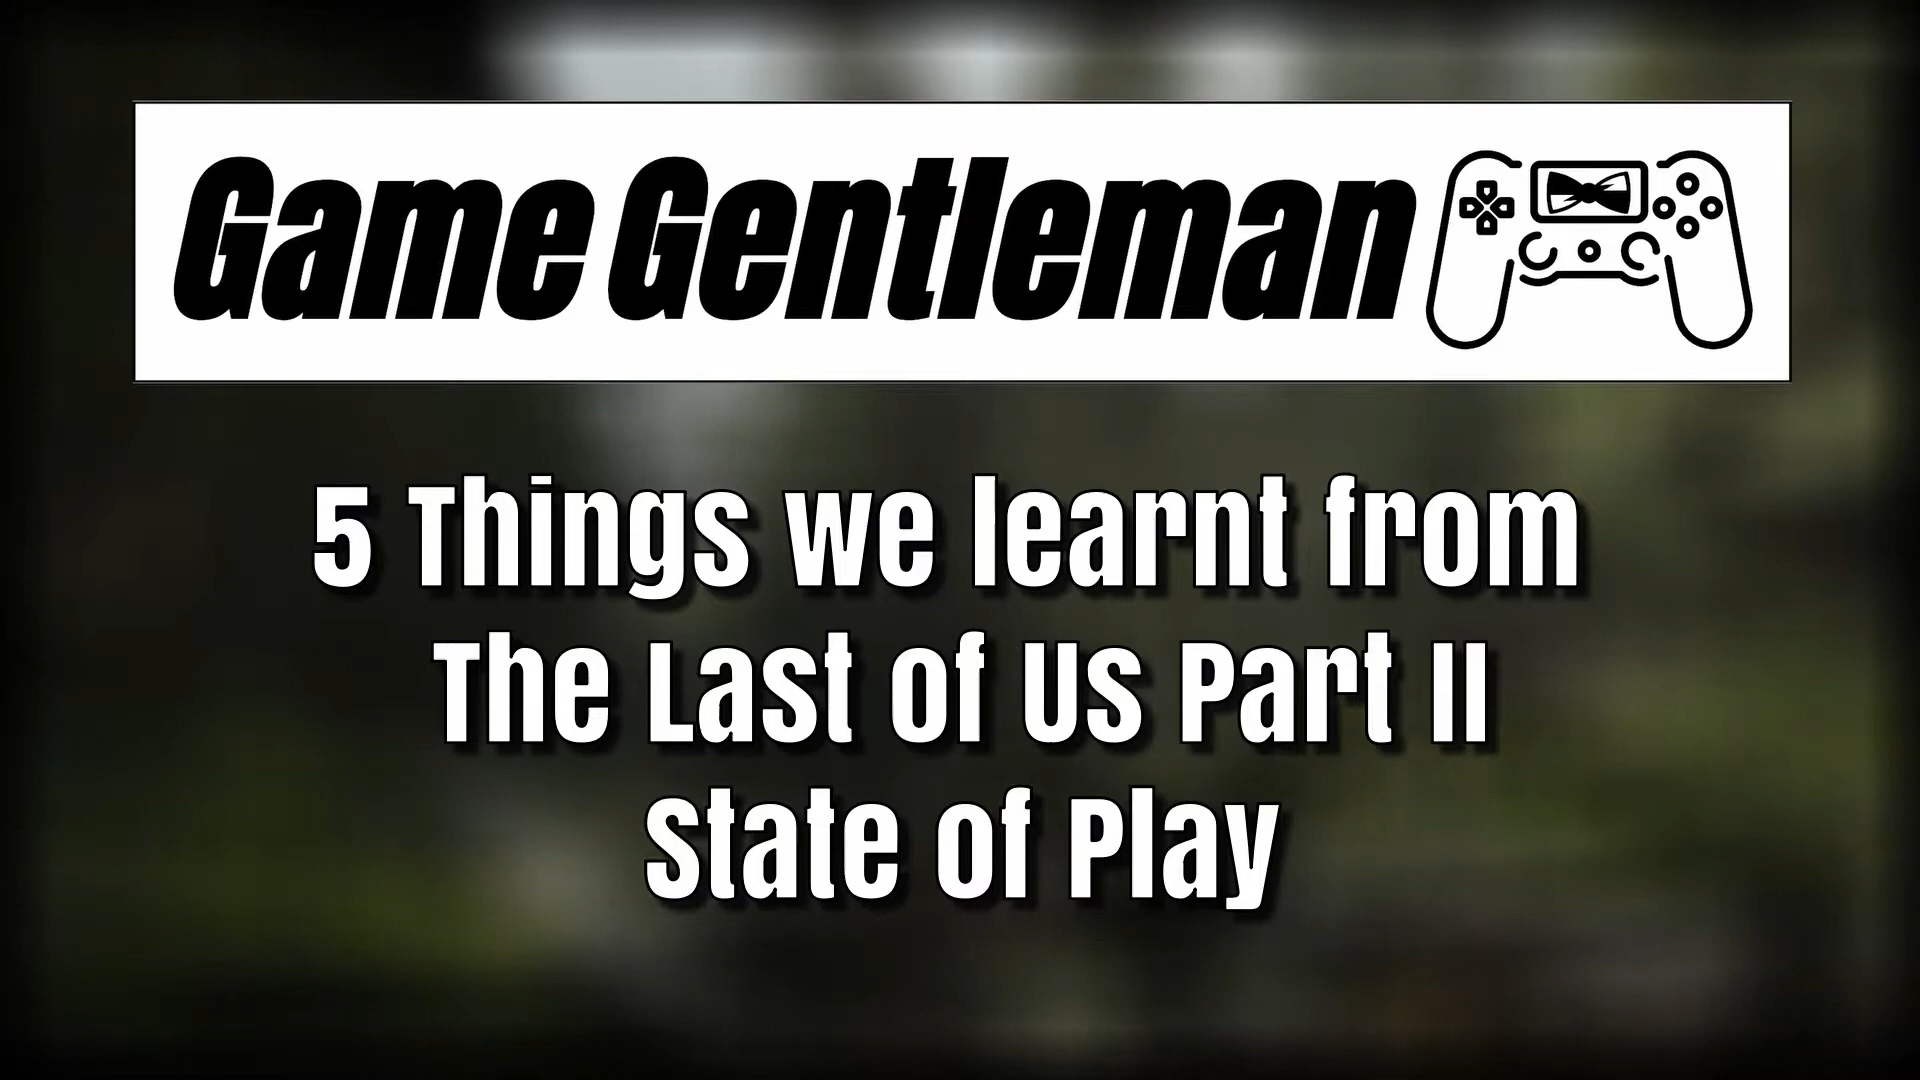 Game Gentleman
5 Things we learnt from
The Last of Us Part II
State of Play